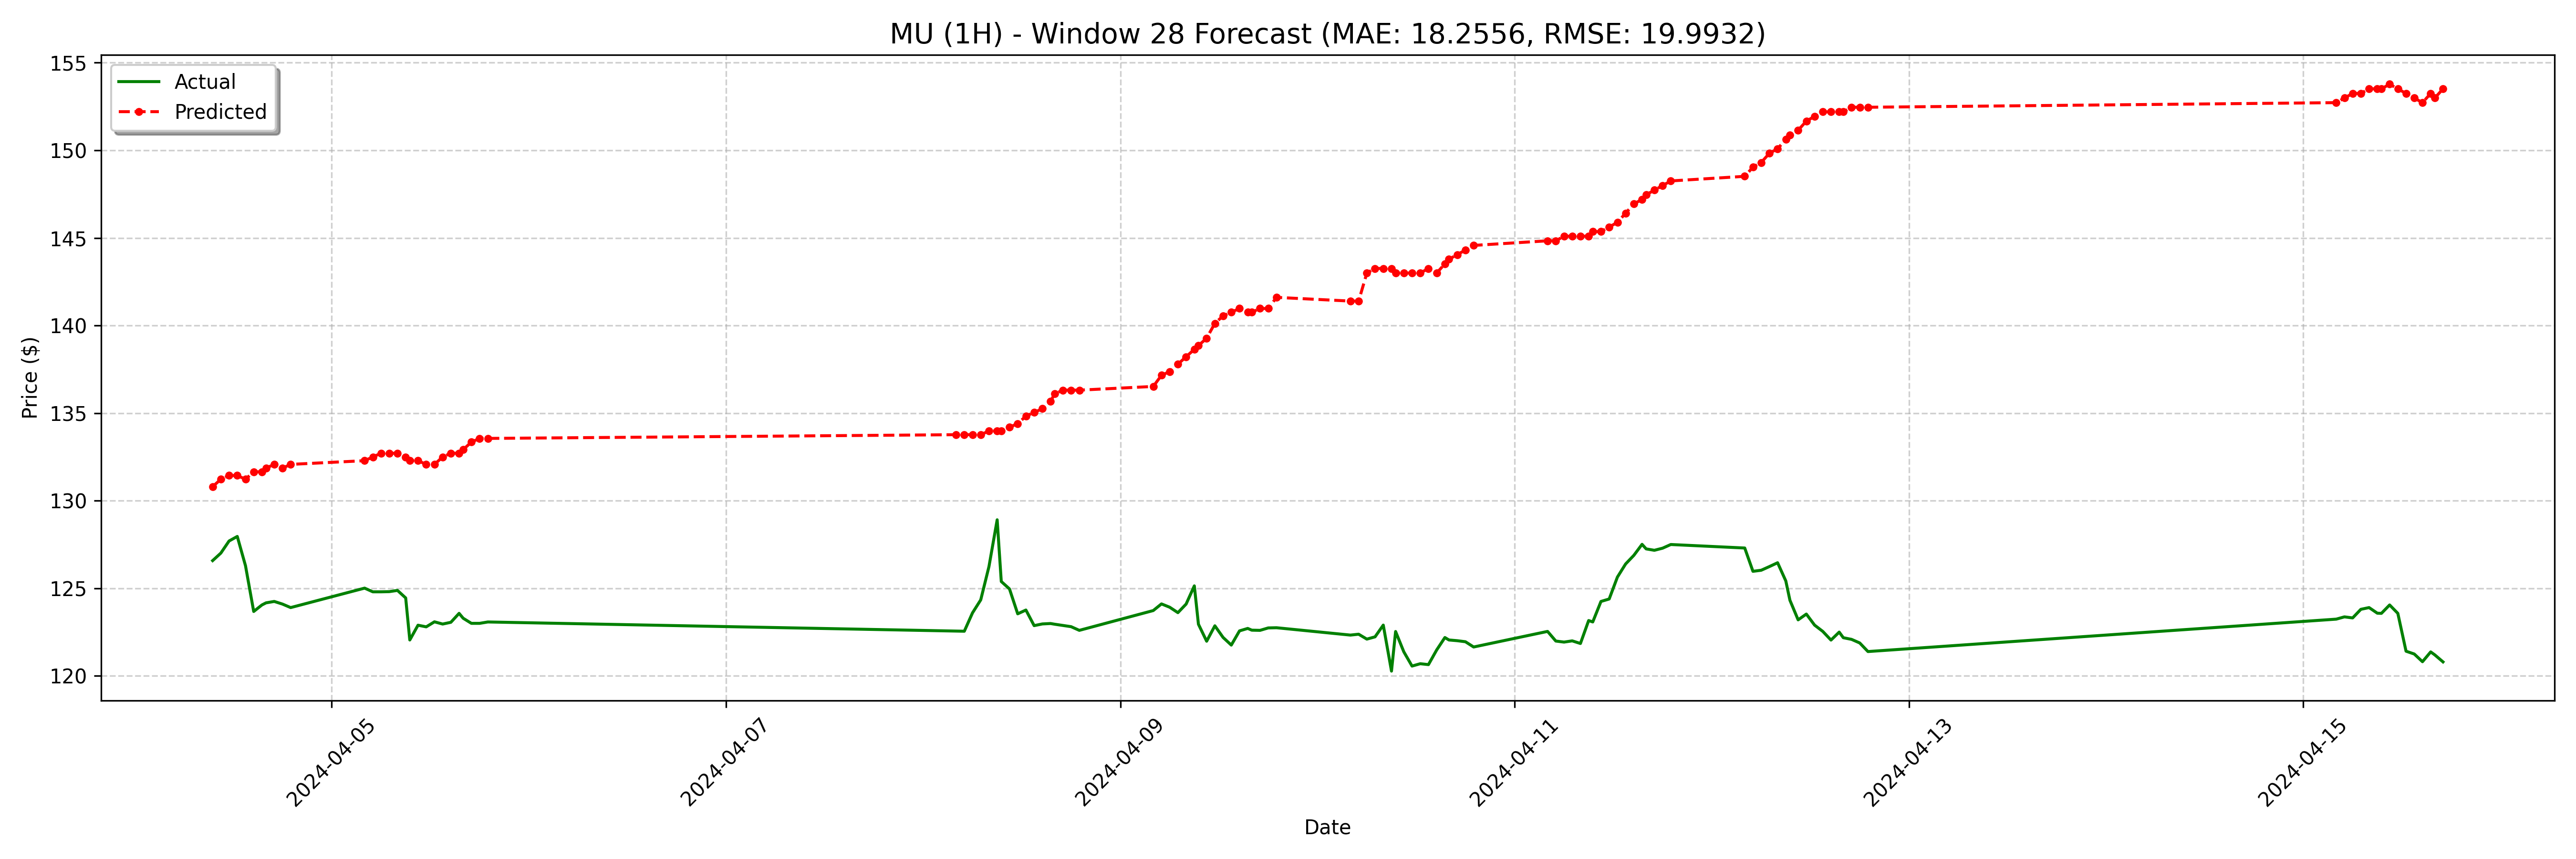 MU (1H) - Window 28 Forecast (MAE: 18.2556, RMSE: 19.9932)
Actual
Predicted
Price ($)
155
150
145
140
135
130
125
120
2024-04-05
2024-04-07
2024-04-09
2024-04-11
2024-04-13
2024-04-15
Date